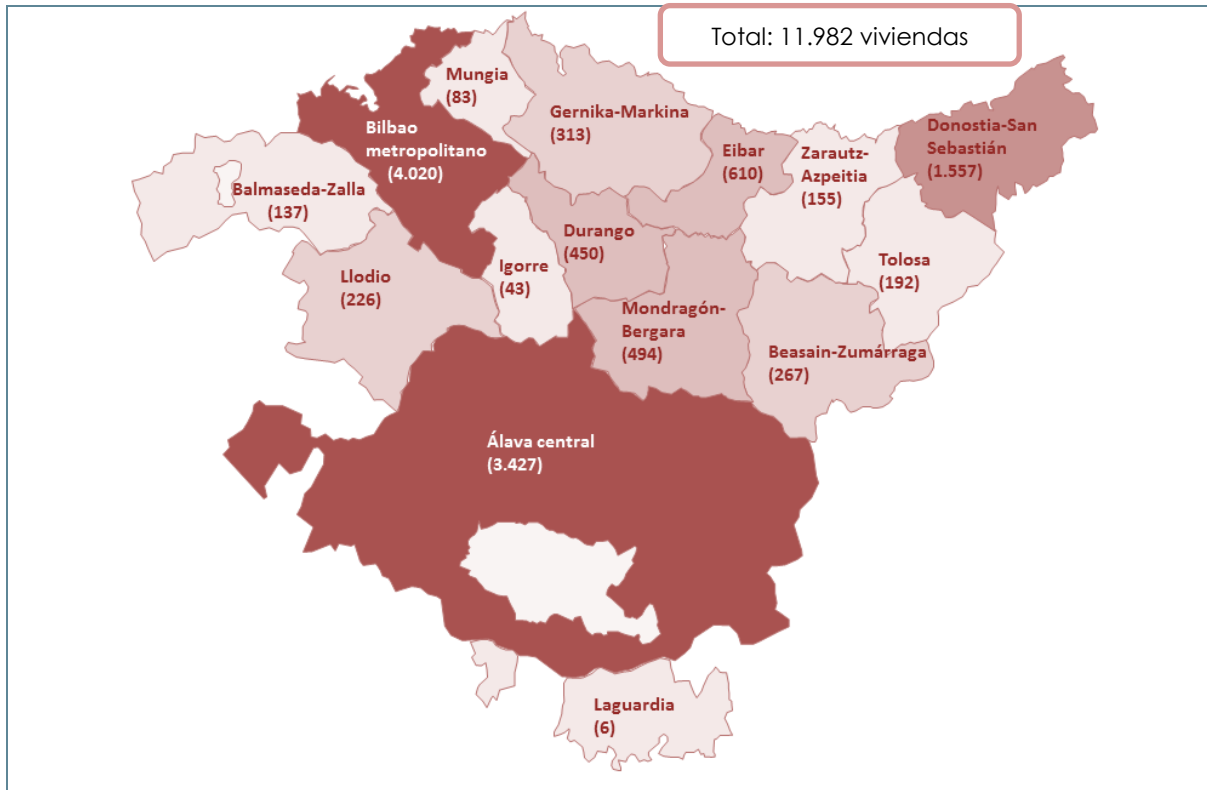 Total: 11.982 viviendas
Mungia
(83)
Gernika-Markina
(313)
Bilbao
metropolitano
(4.020)
Eibar
(610)
Zarautz-
Azpeitia
(155)
Donostia-San
Sebastián
(1.557)
Balmaseda-Zalla
(137)
Durango
(450)
Igorre
(43)
Llodio
(226)
Tolosa
(192)
Mondragón-
Bergara
(494)
Beasain-Zumárraga
(267)
Álava central
(3.427)
Laguardia
(6)